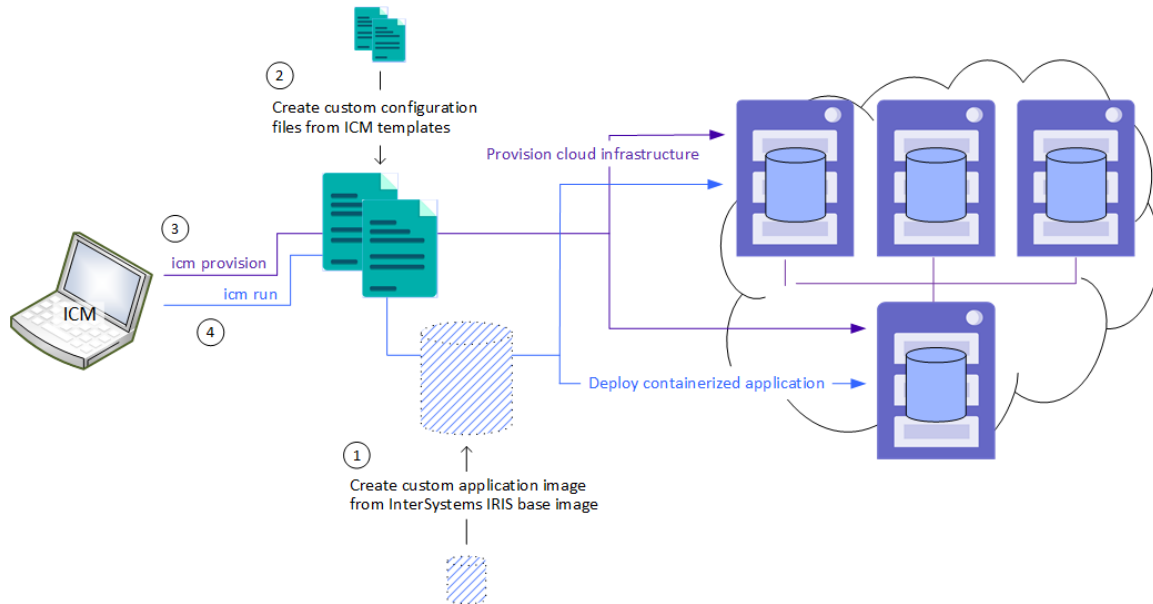 2
Create custom configuration
files from ICM templates
Provision cloud infrastructure
3
icm provision
icm run
ICM
4
Deploy containerized application
1
Create custom application image
from InterSystems IRIS base image